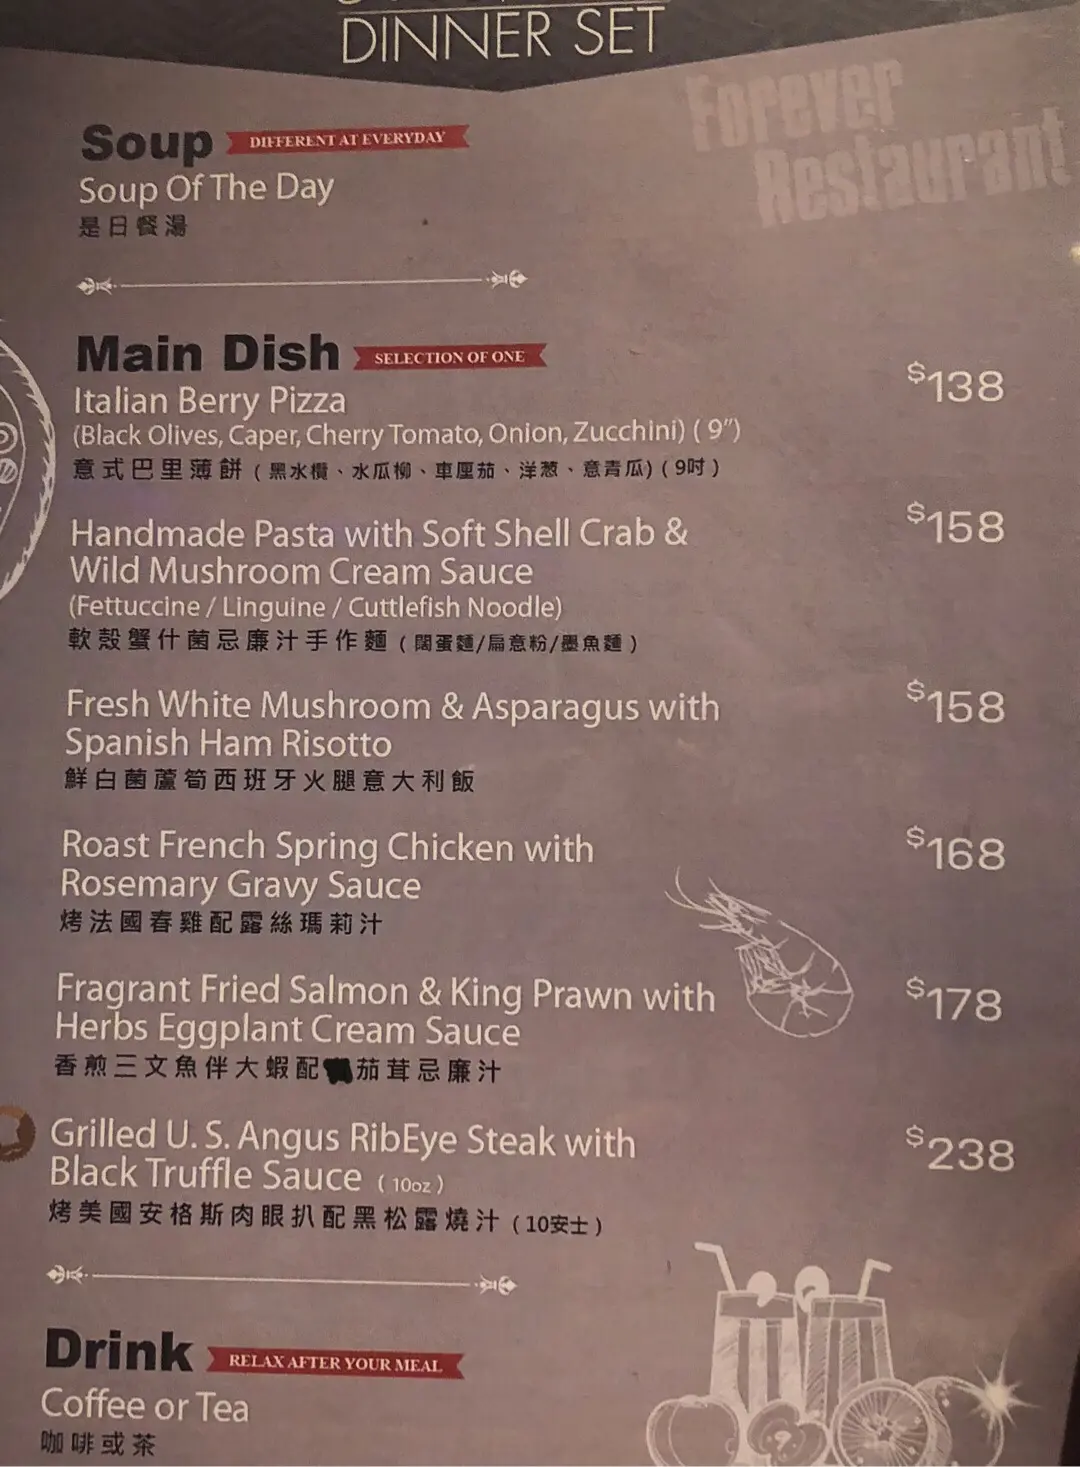 DINNER SET
Forever
Restaurant
Soup DIFFERENT AT EVERYDAY
Soup Of The Day
是日餐湯
Main Dish SELECTION OF ONE
Italian Berry Pizza $138
(Black Olives, Caper, Cherry Tomato, Onion, Zucchini) ( 9")
意式巴里薄餅 ( 黑水欖、水瓜柳、車厘茄、洋葱、意青瓜) ( 9吋 )
Handmade Pasta with Soft Shell Crab & $158
Wild Mushroom Cream Sauce
(Fettuccine / Linguine / Cuttlefish Noodle)
軟殼蟹什菌忌廉汁手作麵 ( 闊蛋麵/扁意粉/墨魚麵 )
Fresh White Mushroom & Asparagus with $158
Spanish Ham Risotto
鮮白菌蘆筍西班牙火腿意大利飯
Roast French Spring Chicken with $168
Rosemary Gravy Sauce
烤法國春雞配露絲瑪莉汁
Fragrant Fried Salmon & King Prawn with $178
Herbs Eggplant Cream Sauce
香煎三文魚伴大蝦配茄茸忌廉汁
Grilled U. S. Angus RibEye Steak with $238
Black Truffle Sauce ( 10oz )
烤美國安格斯肉眼扒配黑松露燒汁 ( 10安士 )
Drink RELAX AFTER YOUR MEAL
Coffee or Tea
咖啡或茶